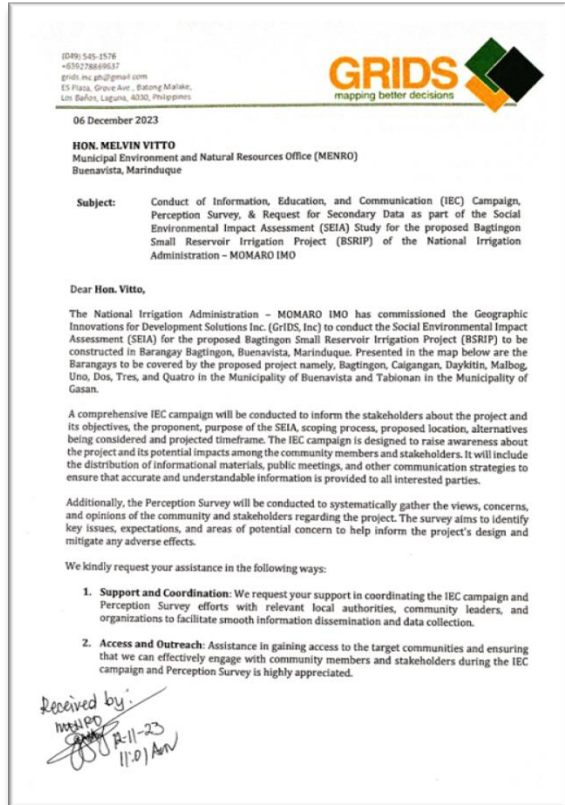 (049) 545-1576
+639278869637
grids.inc.ph@gmail.com
ES Plaza, Grove Ave., Batong Malake,
Los Baños, Laguna, 4030, Philippines
GRIDS
mapping better decisions
06 December 2023
HON. MELVIN VITTO
Municipal Environment and Natural Resources Office (MENRO)
Buenavista, Marinduque
Subject: Conduct of Information, Education, and Communication (IEC) Campaign,
Perception Survey, & Request for Secondary Data as part of the Social
Environmental Impact Assessment (SEIA) Study for the proposed Bagtingon
Small Reservoir Irrigation Project (BSRIP) of the National Irrigation
Administration – MOMARO IMO
Dear Hon. Vitto,
The National Irrigation Administration – MOMARO IMO has commissioned the Geographic
Innovations for Development Solutions Inc. (GrIDS, Inc) to conduct the Social Environmental Impact
Assessment (SEIA) for the proposed Bagtingon Small Reservoir Irrigation Project (BSRIP) to be
constructed in Barangay Bagtingon, Buenavista, Marinduque. Presented in the map below are the
Barangays to be covered by the proposed project namely, Bagtingon, Caigangan, Daykitin, Malbog,
Uno, Dos, Tres, and Quatro in the Municipality of Buenavista and Tabionan in the Municipality of
Gasan.
A comprehensive IEC campaign will be conducted to inform the stakeholders about the project and
its objectives, the proponent, purpose of the SEIA, scoping process, proposed location, alternatives
being considered and projected timeframe. The IEC campaign is designed to raise awareness about
the project and its potential impacts among the community members and stakeholders. It will include
the distribution of informational materials, public meetings, and other communication strategies to
ensure that accurate and understandable information is provided to all interested parties.
Additionally, the Perception Survey will be conducted to systematically gather the views, concerns,
and opinions of the community and stakeholders regarding the project. The survey aims to identify
key issues, expectations, and areas of potential concern to help inform the project's design and
mitigate any adverse effects.
We kindly request your assistance in the following ways:
1. Support and Coordination: We request your support in coordinating the IEC campaign and
Perception Survey efforts with relevant local authorities, community leaders, and
organizations to facilitate smooth information dissemination and data collection.
2. Access and Outreach: Assistance in gaining access to the target communities and ensuring
that we can effectively engage with community members and stakeholders during the IEC
campaign and Perception Survey is highly appreciated.
Received by:
MENRO
12-11-23
11:01 AM